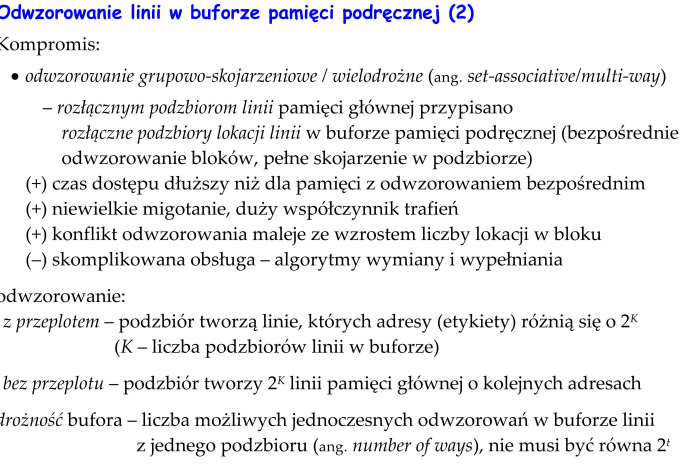 Odwzorowanie linii w buforze pamięci podręcznej (2)
Kompromis:
• odwzorowanie grupowo-skojarzeniowe / wielodrożne (ang. set-associative/multi-way)
– rozłącznym podzbiorom linii pamięci głównej przypisano
rozłączne podzbiory lokacji linii w buforze pamięci podręcznej (bezpośrednie
odwzorowanie bloków, pełne skojarzenie w podzbiorze)
(+) czas dostępu dłuższy niż dla pamięci z odwzorowaniem bezpośrednim
(+) niewielkie migotanie, duży współczynnik trafień
(+) konflikt odwzorowania maleje ze wzrostem liczby lokacji w bloku
(–) skomplikowana obsługa – algorytmy wymiany i wypełniania
odwzorowanie:
z przeplotem – podzbiór tworzą linie, których adresy (etykiety) różnią się o 2ᴷ
(K – liczba podzbiorów linii w buforze)
bez przeplotu – podzbiór tworzy 2ᴷ linii pamięci głównej o kolejnych adresach
drożność bufora – liczba możliwych jednoczesnych odwzorowań w buforze linii
z jednego podzbioru (ang. number of ways), nie musi być równa 2ᵗ